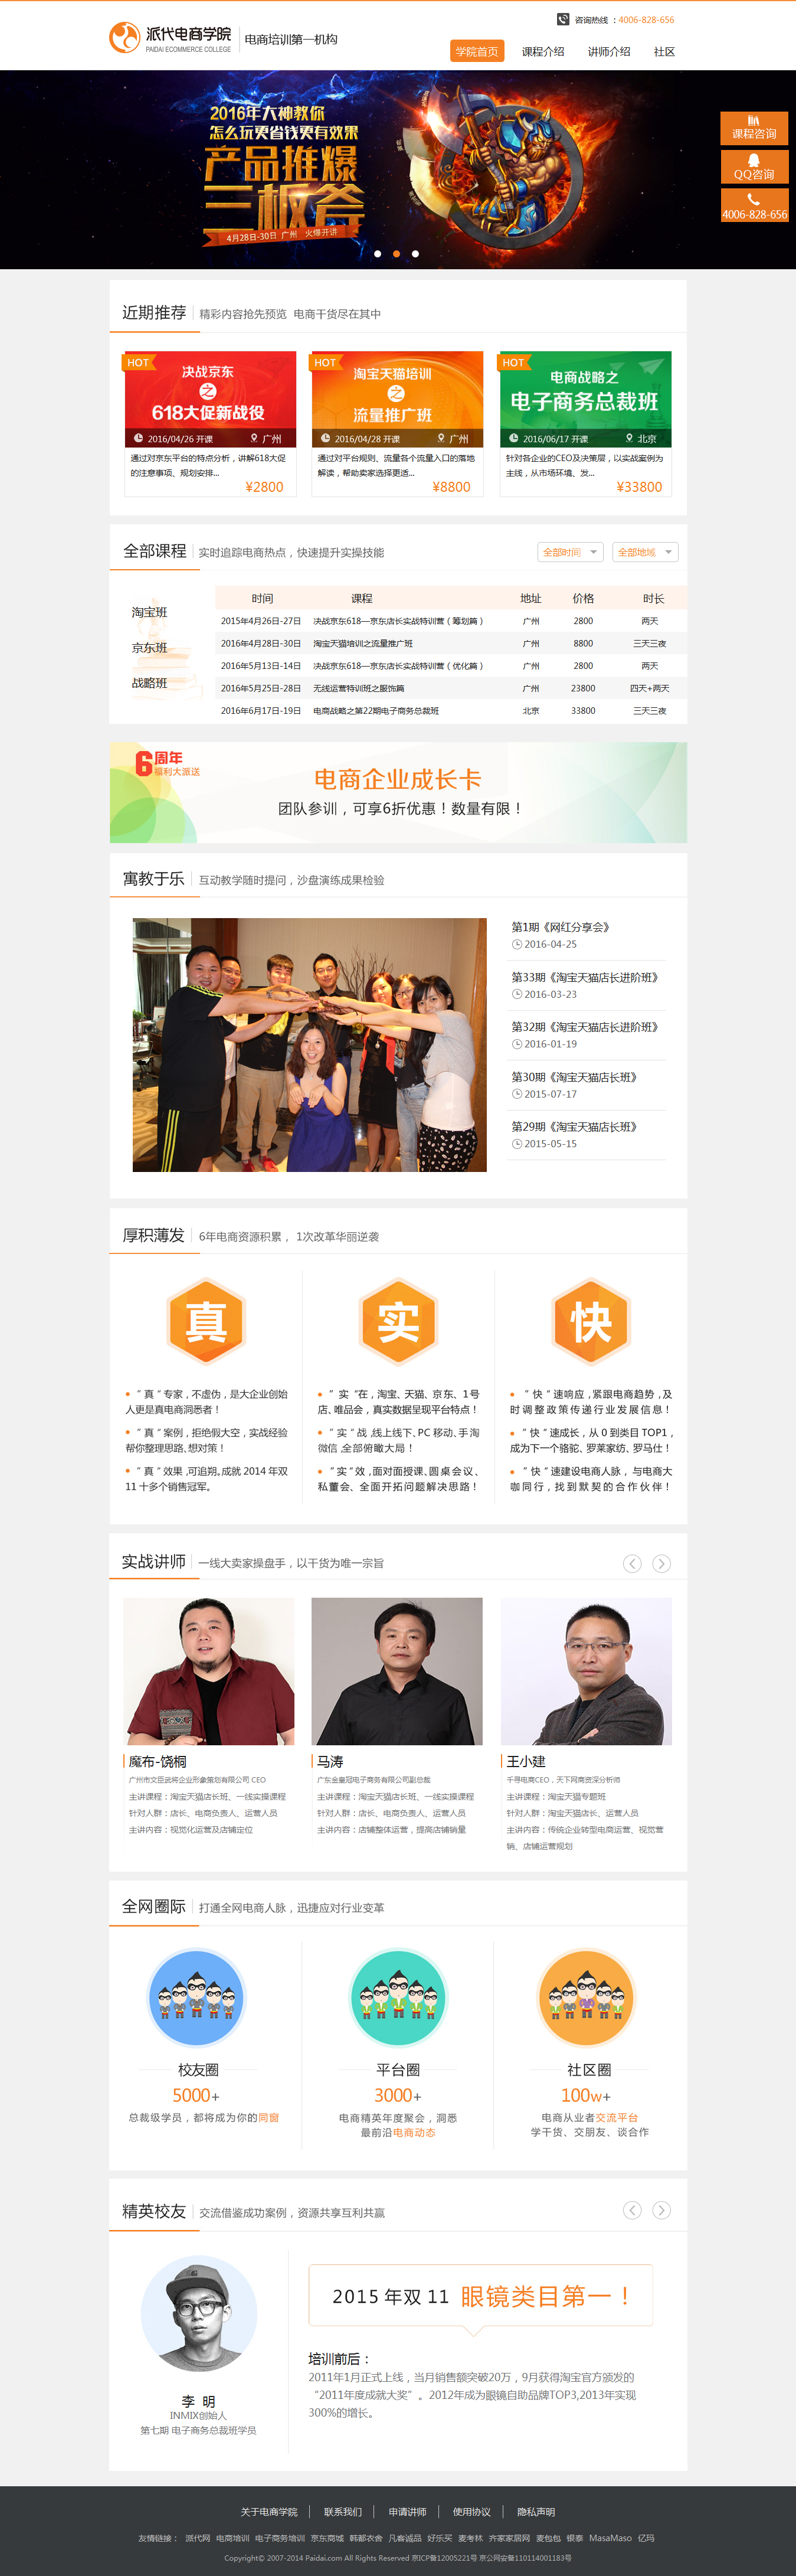 派代电商学院
PAIDAI ECOMMERCE COLLEGE
电商培训第一机构
咨询热线 ：4006-828-656
学院首页 课程介绍 讲师介绍 社区
2016年大神教你
怎么玩更省钱更有效果
产品推爆
三板斧
4月28日-30日 广州 火爆开讲
课程咨询
QQ咨询
4006-828-656
近期推荐 精彩内容抢先预览 电商干货尽在其中
HOT
决战京东
之
618大促新战役
2016/04/26 开课 广州
通过对京东平台的特点分析，讲解618大促
的注意事项、规划安排...
¥2800
HOT
淘宝天猫培训
之
流量推广班
2016/04/28 开课 广州
通过对平台规则、流量各个流量入口的落地
解读，帮助卖家选择更适...
¥8800
HOT
电商战略之
电子商务总裁班
2016/06/17 开课 北京
针对各企业的CEO及决策层，以实战案例为
主线，从市场环境、发...
¥33800
全部课程 实时追踪电商热点，快速提升实操技能
全部时间 全部地域
淘宝班
京东班
战略班
时间 课程 地址 价格 时长
2015年4月26日-27日 决战京东618—京东店长实战特训营（筹划篇） 广州 2800 两天
2016年4月28日-30日 淘宝天猫培训之流量推广班 广州 8800 三天三夜
2016年5月13日-14日 决战京东618—京东店长实战特训营（优化篇） 广州 2800 两天
2016年5月25日-28日 无线运营特训班之服饰篇 广州 23800 四天+两天
2016年6月17日-19日 电商战略之第22期电子商务总裁班 北京 33800 三天三夜
6周年
福利大派送
电商企业成长卡
团队参训，可享6折优惠！数量有限！
寓教于乐 互动教学随时提问，沙盘演练成果检验
第1期《网红分享会》
2016-04-25
第33期《淘宝天猫店长进阶班》
2016-03-23
第32期《淘宝天猫店长进阶班》
2016-01-19
第30期《淘宝天猫店长班》
2015-07-17
第29期《淘宝天猫店长班》
2015-05-15
厚积薄发 6年电商资源积累， 1次改革华丽逆袭
真
“ 真 ” 专家，不虚伪，是大企业创始
人更是真电商洞悉者！
“ 真 ” 案例，拒绝假大空，实战经验
帮你整理思路、想对策！
“ 真 ” 效果 ,可追期。成就 2014 年双
11 十多个销售冠军。
实
“ 实 ”在，淘宝、天猫、京东、1号
店、唯品会，真实数据呈现平台特点！
“ 实 ” 战 ,线上线下、PC 移动、手淘
微信 ,全部俯瞰大局！
“ 实 ” 效 ,面对面授课、圆桌会议、
私董会、全面开拓问题解决思路！
快
“ 快 ” 速响应 ,紧跟电商趋势 ,及
时调整政策传递行业发展信息！
“ 快 ” 速成长，从 0 到类目 TOP1，
成为下一个骆驼、罗莱家纺、罗马仕！
“ 快 ” 速建设电商人脉， 与电商大
咖同行，找到默契的合作伙伴！
实战讲师 一线大卖家操盘手，以干货为唯一宗旨
魔布-饶桐
广州市文臣武将企业形象策划有限公司 CEO
主讲课程：淘宝天猫店长班、一线实操课程
针对人群：店长、电商负责人、运营人员
主讲内容：视觉化运营及店铺定位
马涛
广东金皇冠电子商务有限公司副总裁
主讲课程：淘宝天猫店长班、一线实操课程
针对人群：店长、电商负责人、运营人员
主讲内容：店铺整体运营，提高店铺销量
王小建
千寻电商CEO，天下网商资深分析师
主讲课程：淘宝天猫专题班
针对人群：淘宝天猫店长、运营人员
主讲内容：传统企业转型电商运营、视觉营
销、店铺运营规划
全网圈际 打通全网电商人脉，迅捷应对行业变革
校友圈
5000+
总裁级学员，都将成为你的同窗
平台圈
3000+
电商精英年度聚会，洞悉
最前沿电商动态
社区圈
100w+
电商从业者交流平台
学干货、交朋友、谈合作
精英校友 交流借鉴成功案例，资源共享互利共赢
李 明
INMIX创始人
第七期 电子商务总裁班学员
2015 年双 11 眼镜类目第一！
培训前后：
2011年1月正式上线，当月销售额突破20万，9月获得淘宝官方颁发的
“2011年度成就大奖”。2012年成为眼镜自助品牌TOP3,2013年实现
300%的增长。
关于电商学院 联系我们 申请讲师 使用协议 隐私声明
友情链接： 派代网 电商培训 电子商务培训 京东商城 韩都衣舍 凡客诚品 好乐买 麦考林 齐家家居网 麦包包 银泰 MasaMaso 亿玛
Copyright© 2007-2014 Paidai.com All Rights Reserved 京ICP备12005221号 京公网安备110114001183号